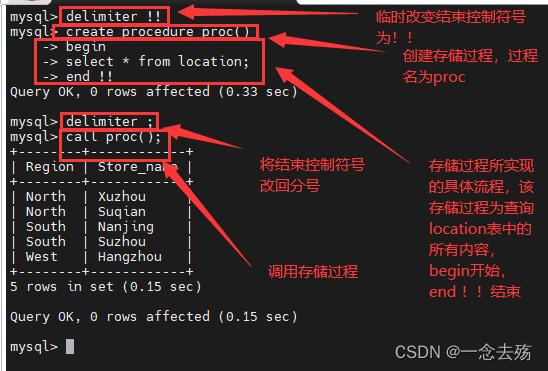 mysql> delimiter !!
mysql> create procedure proc()
-> begin
-> select * from location;
-> end !!
Query OK, 0 rows affected (0.33 sec)
mysql> delimiter ;
mysql> call proc();
+--------+------------+
| Region | Store_name |
+--------+------------+
| North | Xuzhou |
| North | Suqian |
| South | Nanjing |
| South | Suzhou |
| West | Hangzhou |
+--------+------------+
5 rows in set (0.15 sec)
Query OK, 0 rows affected (0.15 sec)
mysql>
临时改变结束控制符号
为！！
创建存储过程，过程
名为proc
将结束控制符号
改回分号
调用存储过程
存储过程所实现
的具体流程，该
存储过程为查询
location表中的
所有内容，
begin开始，
end！！结束
CSDN @一念去殇